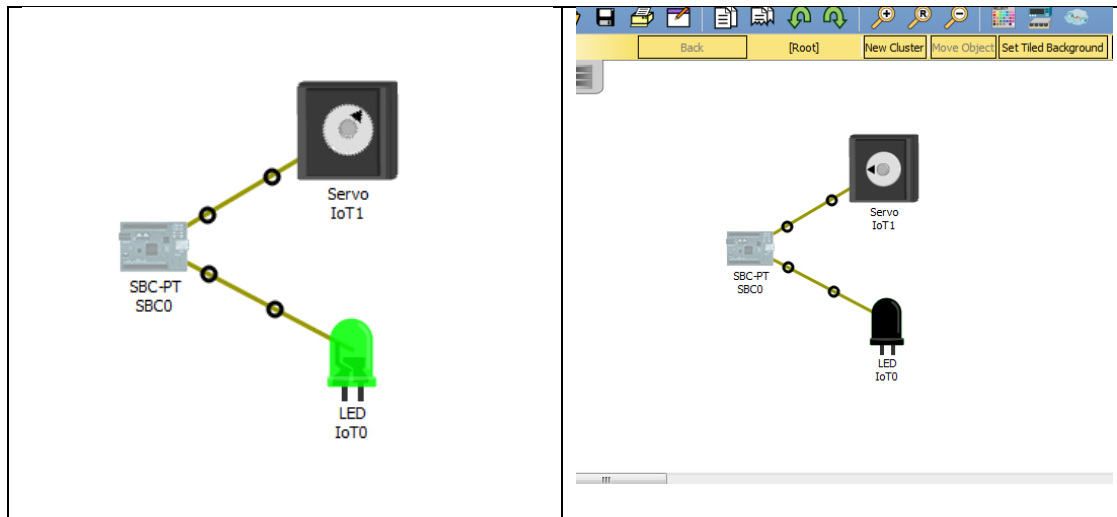 Servo
IoT1
SBC-PT
SBC0
LED
IoT0
Back [Root] New Cluster Move Object Set Tiled Background
R
Servo
IoT1
SBC-PT
SBC0
LED
IoT0